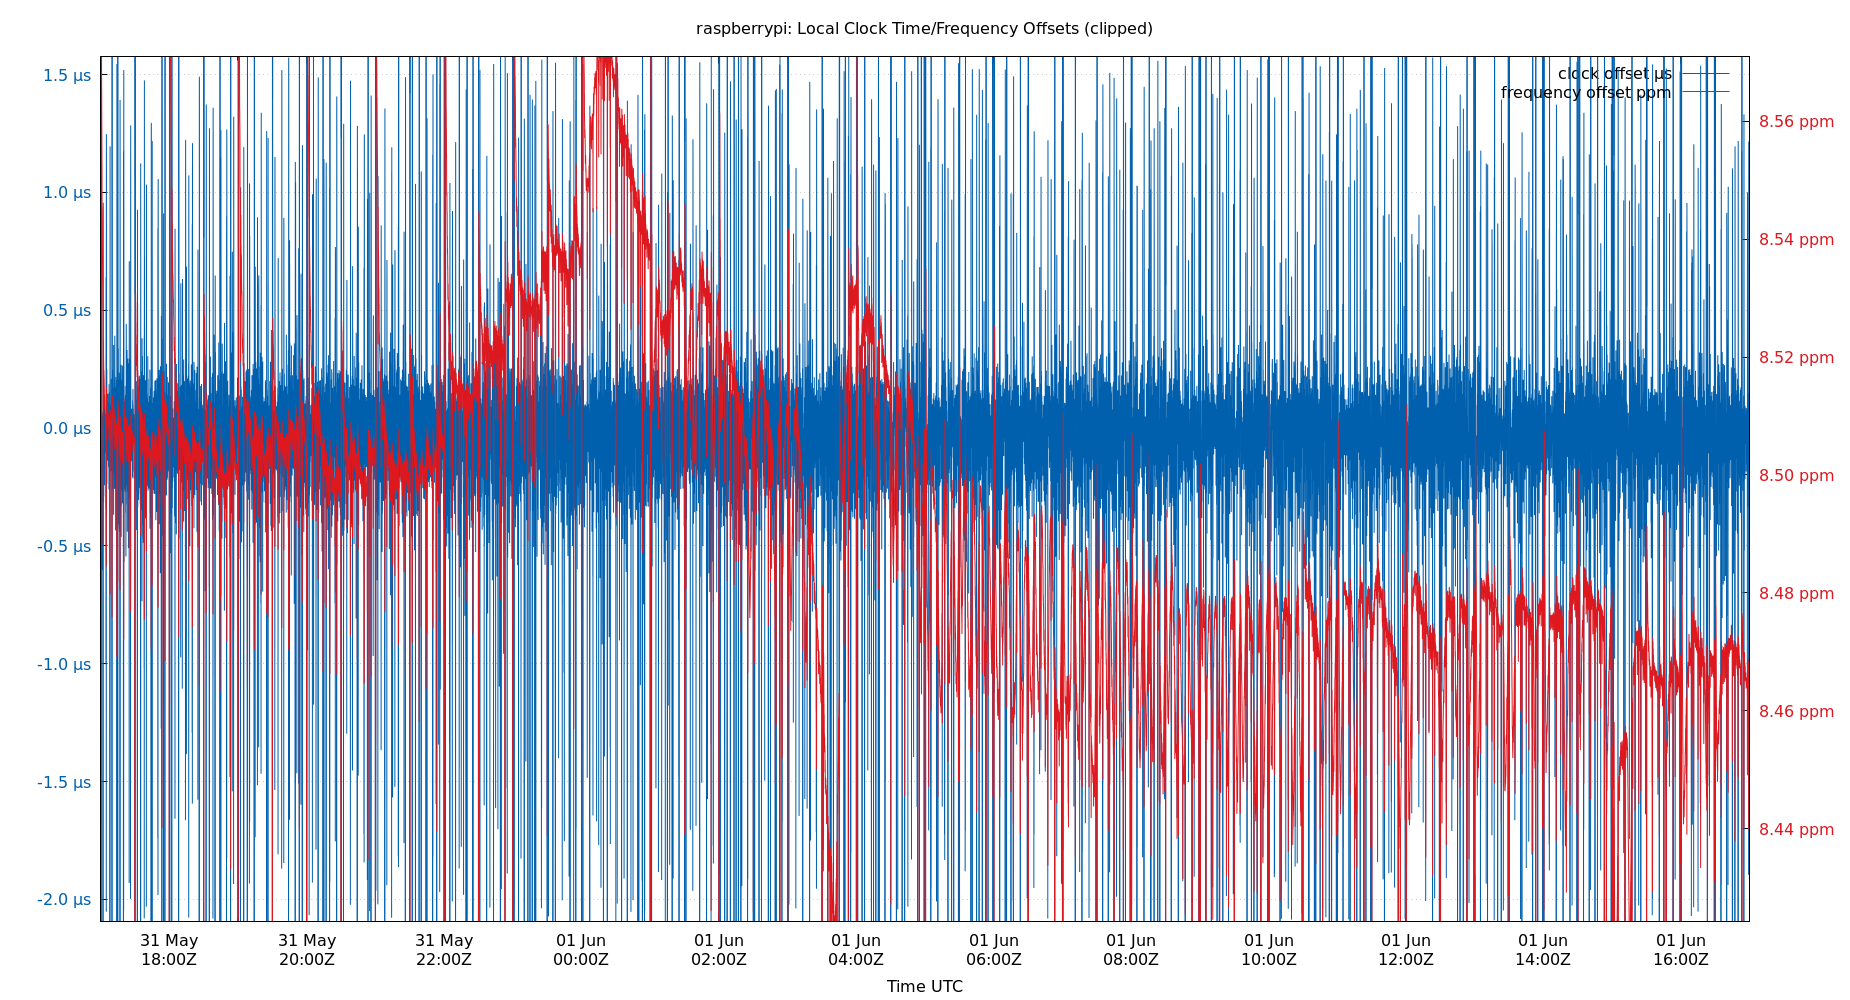 raspberrypi: Local Clock Time/Frequency Offsets (clipped)
clock offset µs
frequency offset ppm
1.5 µs
1.0 µs
0.5 µs
0.0 µs
-0.5 µs
-1.0 µs
-1.5 µs
-2.0 µs
8.56 ppm
8.54 ppm
8.52 ppm
8.50 ppm
8.48 ppm
8.46 ppm
8.44 ppm
31 May 31 May 31 May 01 Jun 01 Jun 01 Jun 01 Jun 01 Jun 01 Jun 01 Jun 01 Jun 01 Jun
18:00Z 20:00Z 22:00Z 00:00Z 02:00Z 04:00Z 06:00Z 08:00Z 10:00Z 12:00Z 14:00Z 16:00Z
Time UTC